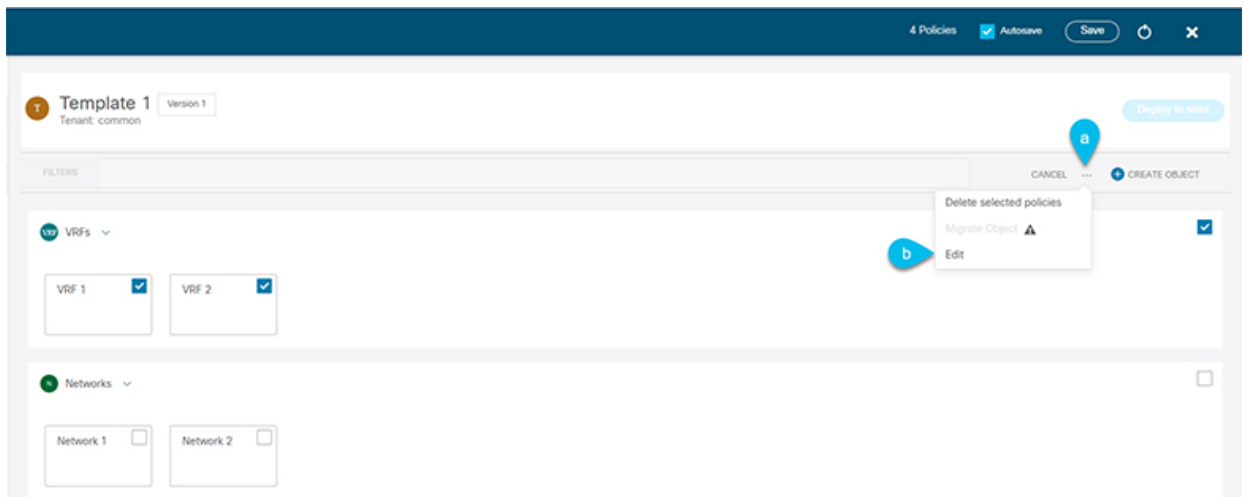 4 Policies Autosave Save
T Template 1 Version 1
Tenant: common
Deploy to sites
a
FILTERS CANCEL ... CREATE OBJECT
Delete selected policies
VRF VRFs
Migrate Object
b Edit
VRF 1 VRF 2
N Networks
Network 1 Network 2